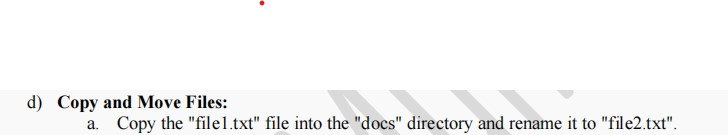 d) Copy and Move Files:
a. Copy the "file1.txt" file into the "docs" directory and rename it to "file2.txt".